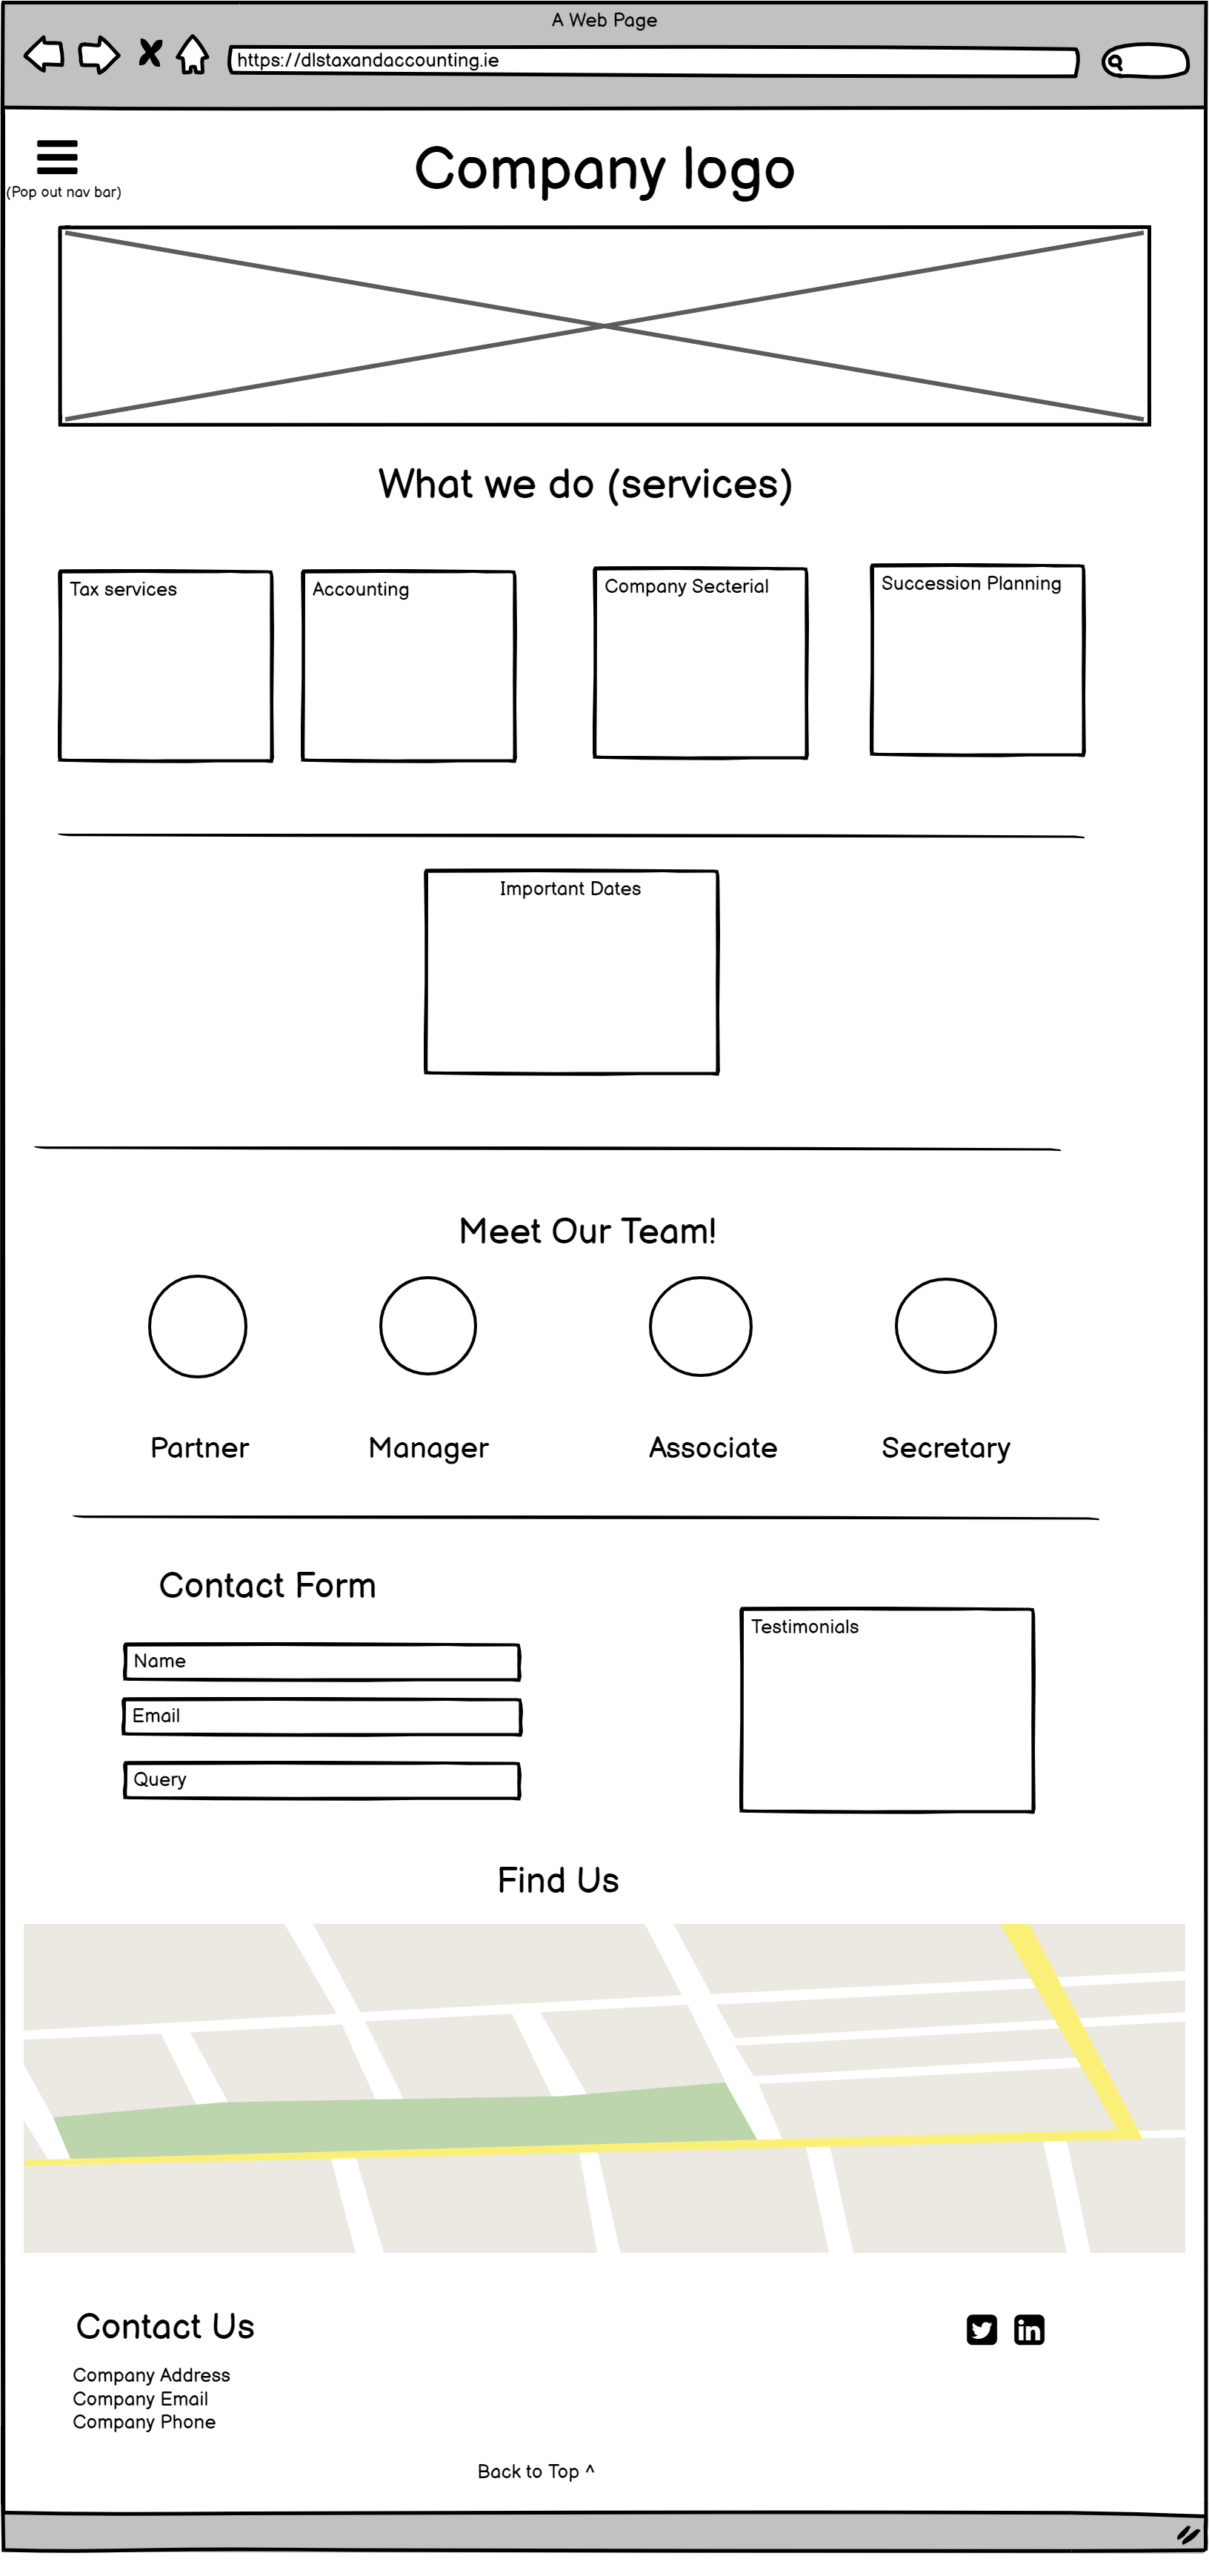 A Web Page
https://dlstaxandaccounting.ie
(Pop out nav bar)
Company logo
What we do (services)
Tax services
Accounting
Company Secterial
Succession Planning
Important Dates
Meet Our Team!
Partner
Manager
Associate
Secretary
Contact Form
Name
Email
Query
Testimonials
Find Us
Contact Us
in
Company Address
Company Email
Company Phone
Back to Top ^